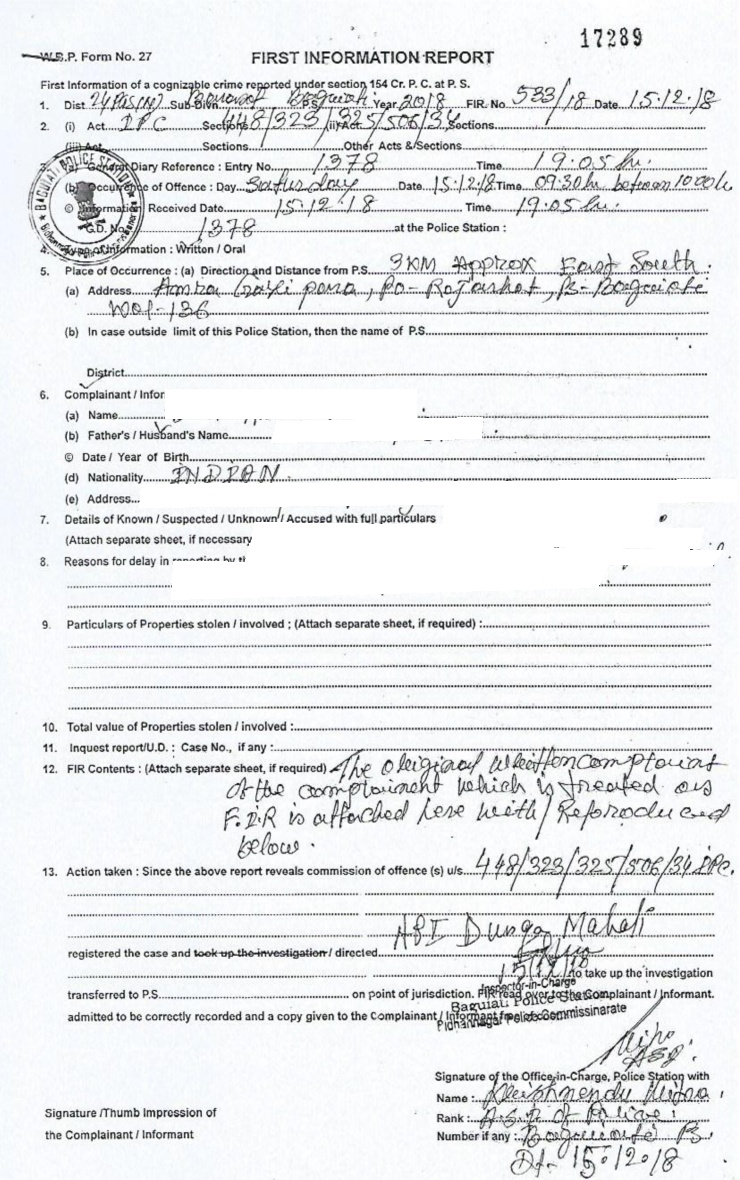 17289
W.B.P. Form No. 27
FIRST INFORMATION REPORT
First Information of a cognizable crime reported under section 154 Cr. P. C. at P. S.
1. Dist 24 Pgs(N) Sub-Divn. P.S. Year 2018 FIR. No. 533/18 Date 15.12.18
2. (i) Act IPC Sections 448/323/325/506/34 (ii) Act Sections
(iii) Act Sections Other Acts & Sections
3. (a) General Diary Reference : Entry No. 1378 Time 19.05 hr.
(b) Occurrence of Offence : Day Saturday Date 15.12.18 Time 09:30 hr between 10:00 hr
© Information Received Date 15.12.18 Time 19.05 hr.
G.D. No. 1378 at the Police Station :
4. Type of Information : Written / Oral
BAGUIATI POLICE STATION
5. Place of Occurrence : (a) Direction and Distance from P.S. 3KM Approx East South.
(a) Address PO- PS-
Kol-136
(b) In case outside limit of this Police Station, then the name of P.S.
District
6. Complainant / Infor
(a) Name
(b) Father's / Husband's Name
© Date / Year of Birth
(d) Nationality INDIAN
(e) Address...
7. Details of Known / Suspected / Unknown / Accused with full particulars
(Attach separate sheet, if necessary
8. Reasons for delay in reporting by th
9. Particulars of Properties stolen / involved ; (Attach separate sheet, if required) :
10. Total value of Properties stolen / involved :
11. Inquest report/U.D. : Case No., if any :
12. FIR Contents : (Attach separate sheet, if required) The original written complaint
of the complainent which is treated as
F.I.R is attached here with/ Reproduced
below.
13. Action taken : Since the above report reveals commission of offence (s) u/s 448/323/325/506/34 IPC.
ASI Durga Mahali
registered the case and took up the investigation / directed
15/12/18 to take up the investigation
Inspector-in-Charge
transferred to P.S. on point of jurisdiction. FIR read over to the Complainant / Informant.
Baguiati Police Station
admitted to be correctly recorded and a copy given to the Complainant / Informant free of cost.
Bidhannagar Police Commissinarate
ASI.
Signature of the Office-in-Charge, Police Station with
Name : Krishnendu Mitra
Signature /Thumb Impression of
Rank : A.S.I of Police
the Complainant / Informant
Number if any : Baguiati PS.
Dt- 15.12.18